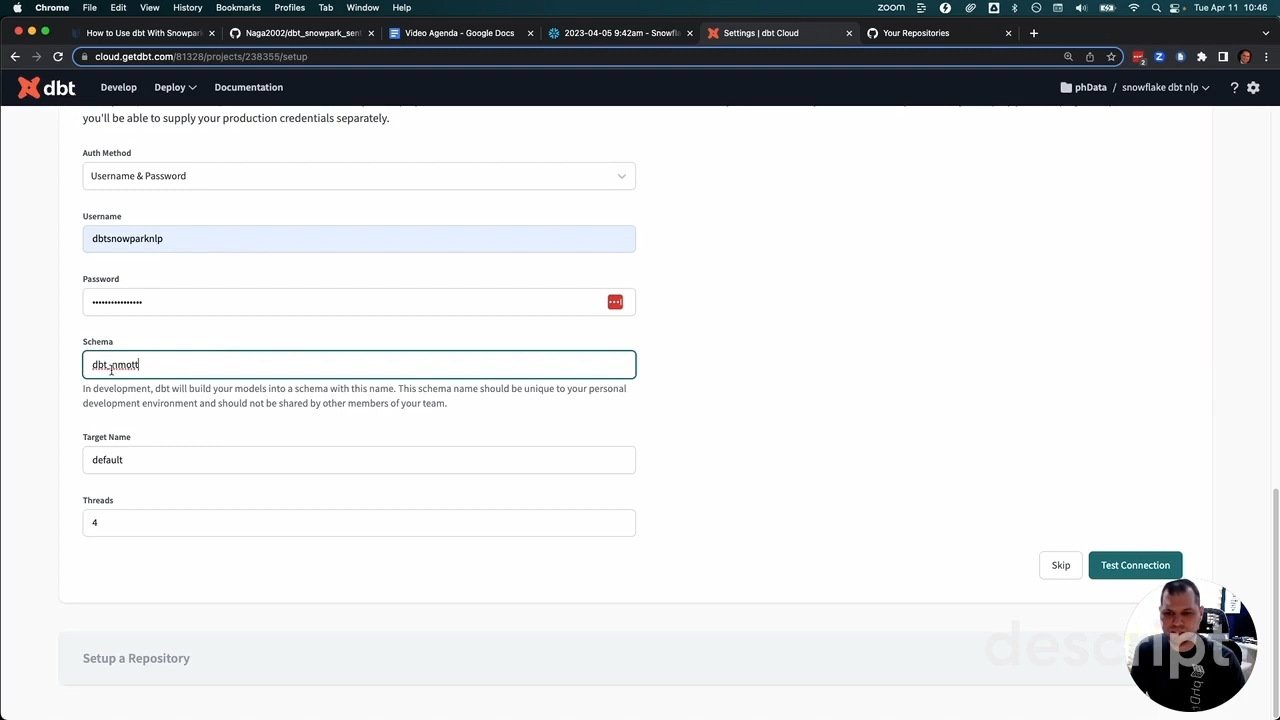 Chrome File Edit View History Bookmarks Profiles Tab Window Help zoom Tue Apr 11 10:46
How to Use dbt With Snowpark
Naga2002/dbt_snowpark_sent
Video Agenda - Google Docs
2023-04-05 9:42am - Snowfla
Settings | dbt Cloud
Your Repositories
cloud.getdbt.com/81328/projects/238355/setup
dbt Develop Deploy Documentation phData / snowflake dbt nlp
you'll be able to supply your production credentials separately.
Auth Method
Username & Password
Username
dbtsnowparknlp
Password
••••••••••••••••
Schema
dbt_nmott
In development, dbt will build your models into a schema with this name. This schema name should be unique to your personal
development environment and should not be shared by other members of your team.
Target Name
default
Threads
4
Skip Test Connection
Setup a Repository
descript